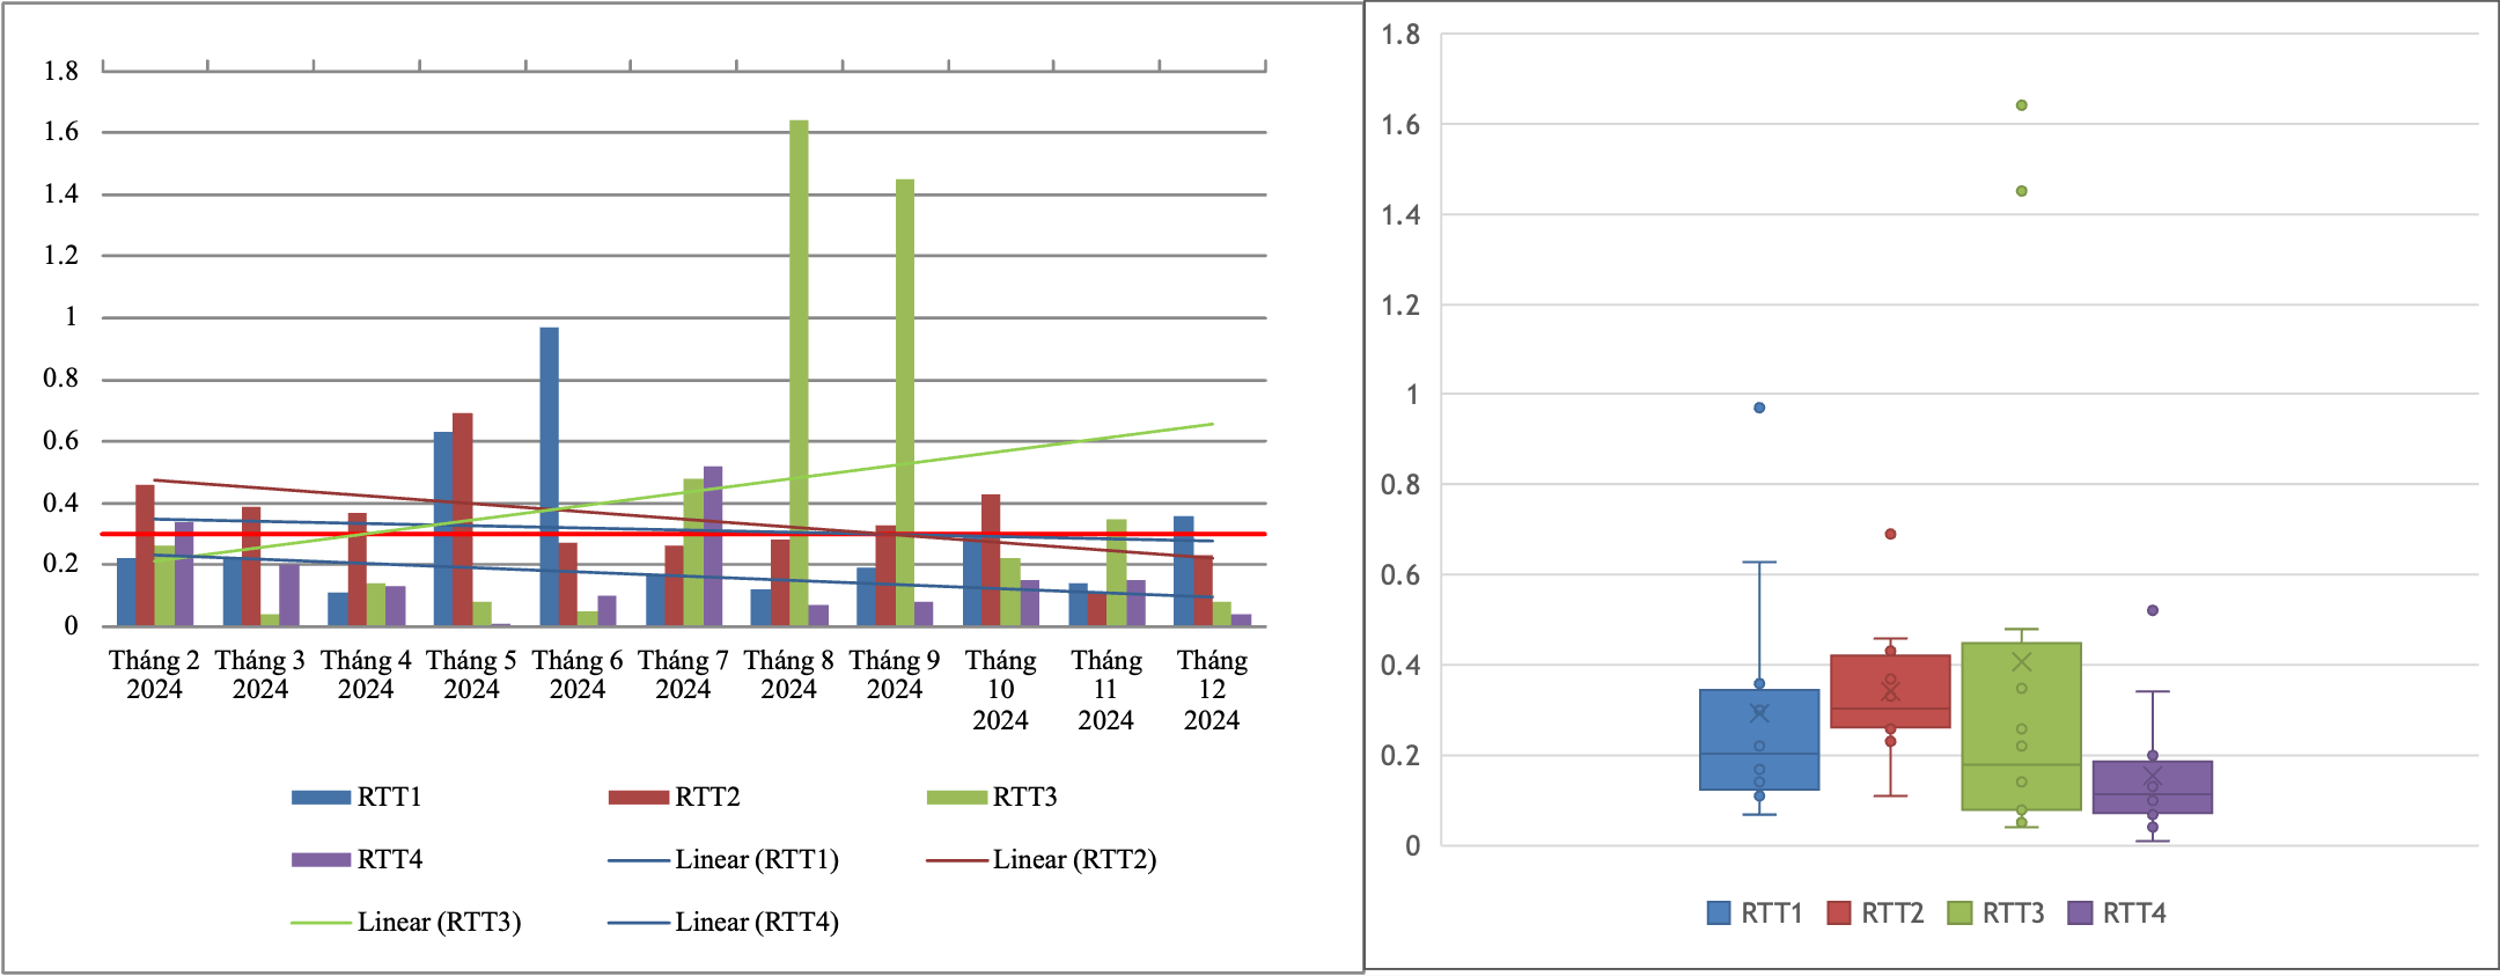 1.8
1.6
1.4
1.2
1
0.8
0.6
0.4
0.2
0
Tháng 2 Tháng 3 Tháng 4 Tháng 5 Tháng 6 Tháng 7 Tháng 8 Tháng 9 Tháng Tháng Tháng
2024 2024 2024 2024 2024 2024 2024 2024 10 11 12
2024 2024 2024
RTT1 RTT2 RTT3
RTT4 Linear (RTT1) Linear (RTT2)
Linear (RTT3) Linear (RTT4)
1.8
1.6
1.4
1.2
1
0.8
0.6
0.4
0.2
0
RTT1 RTT2 RTT3 RTT4